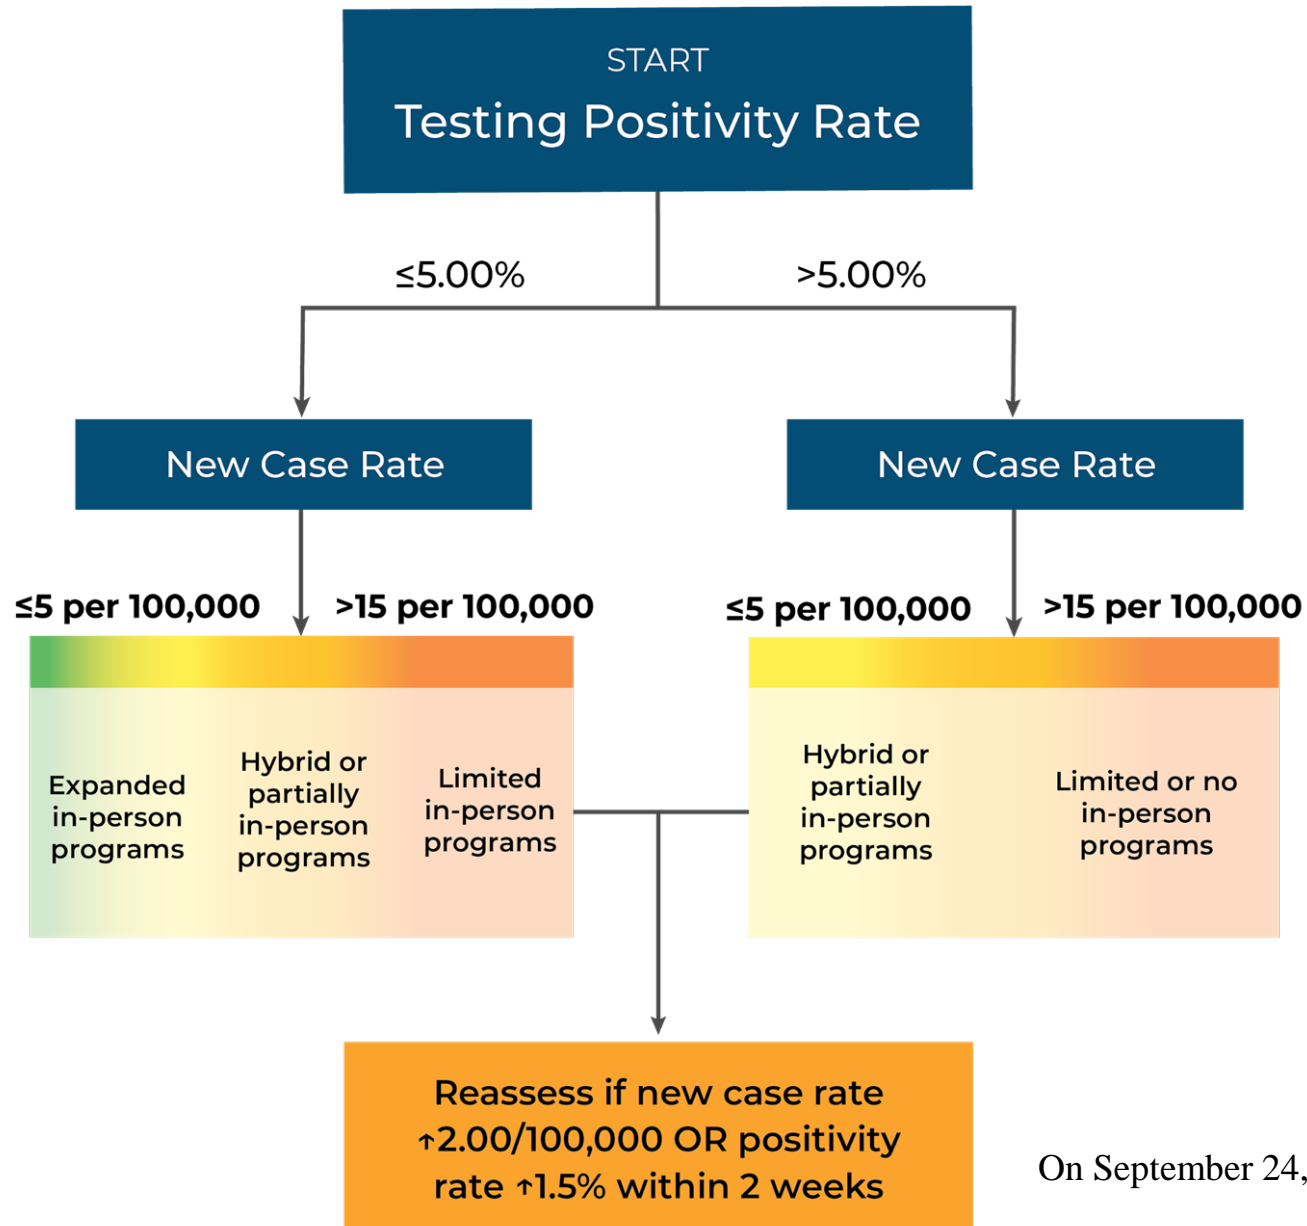 START
Testing Positivity Rate
≤5.00%
>5.00%
New Case Rate
New Case Rate
≤5 per 100,000
>15 per 100,000
≤5 per 100,000
>15 per 100,000
Expanded
in-person
programs
Hybrid or
partially
in-person
programs
Limited
in-person
programs
Hybrid or
partially
in-person
programs
Limited or no
in-person
programs
Reassess if new case rate
↑2.00/100,000 OR positivity
rate ↑1.5% within 2 weeks
On September 24,